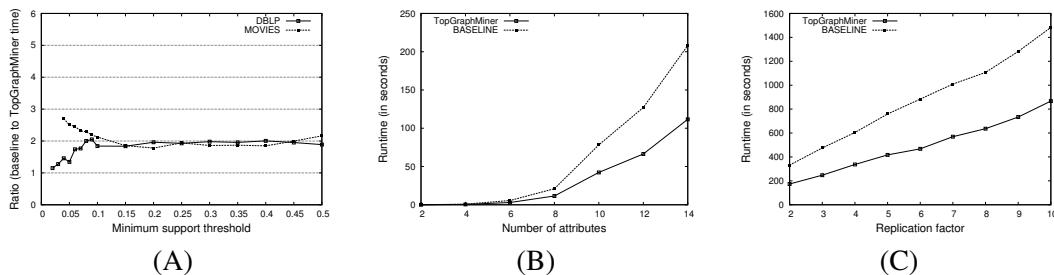 Ratio (baseline to TopGraphMiner time)
6
5
4
3
2
1
0
0 0.05 0.1 0.15 0.2 0.25 0.3 0.35 0.4 0.45 0.5
Minimum support threshold
DBLP
MOVIES
(A)
Runtime (in seconds)
250
200
150
100
50
0
2 4 6 8 10 12 14
Number of attributes
TopGraphMiner
BASELINE
(B)
Runtime (in seconds)
1600
1400
1200
1000
800
600
400
200
0
2 3 4 5 6 7 8 9 10
Replication factor
TopGraphMiner
BASELINE
(C)